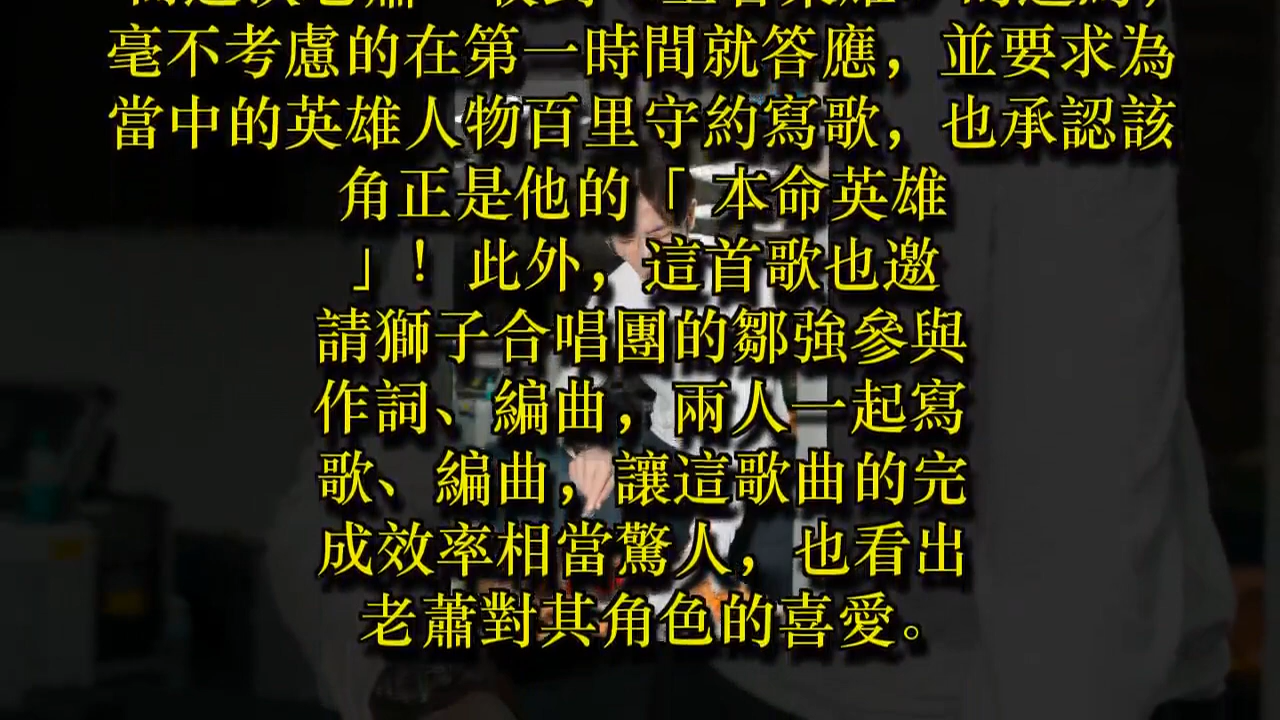 毫不考慮的在第一時間就答應，並要求為
當中的英雄人物百里守約寫歌，也承認該
角正是他的「 本命英雄
」！ 此外，這首歌也邀
請獅子合唱團的鄒強參與
作詞、編曲，兩人一起寫
歌、編曲，讓這歌曲的完
成效率相當驚人，也看出
老蕭對其角色的喜愛。